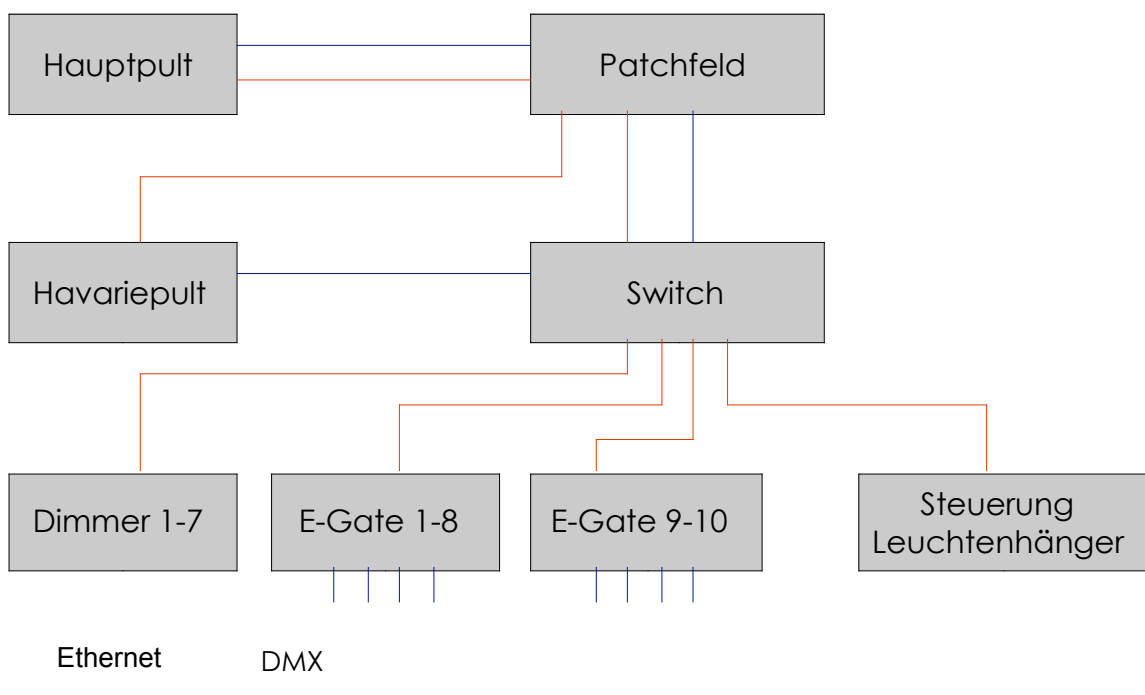 Hauptpult
Patchfeld
Havariepult
Switch
Dimmer 1-7
E-Gate 1-8
E-Gate 9-10
Steuerung
Leuchtenhänger
Ethernet
DMX